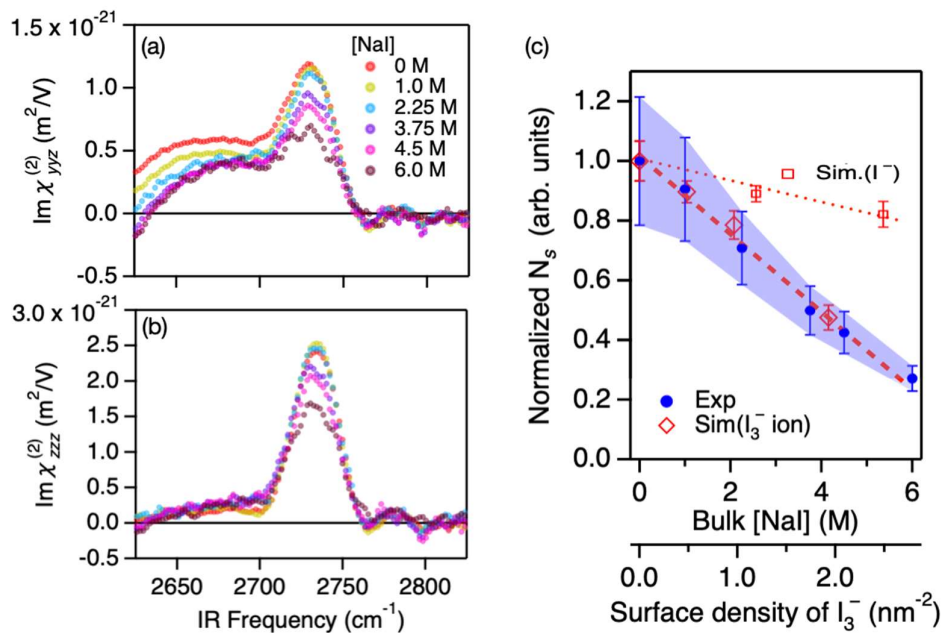 1.5 x 10⁻²¹
(a)
[NaI]
0 M
1.0 M
2.25 M
3.75 M
4.5 M
6.0 M
1.0
0.5
0.0
-0.5
Im χ⁽²⁾yyz (m²/V)
3.0 x 10⁻²¹
(b)
2.5
2.0
1.5
1.0
0.5
0.0
-0.5
Im χ⁽²⁾zzz (m²/V)
2650 2700 2750 2800
IR Frequency (cm⁻¹)
(c)
1.2
1.0
0.8
0.6
0.4
0.2
0.0
Normalized Nₛ (arb. units)
Sim.(I⁻)
Exp
Sim(I₃⁻ ion)
0 2 4 6
Bulk [NaI] (M)
0.0 1.0 2.0
Surface density of I₃⁻ (nm⁻²)